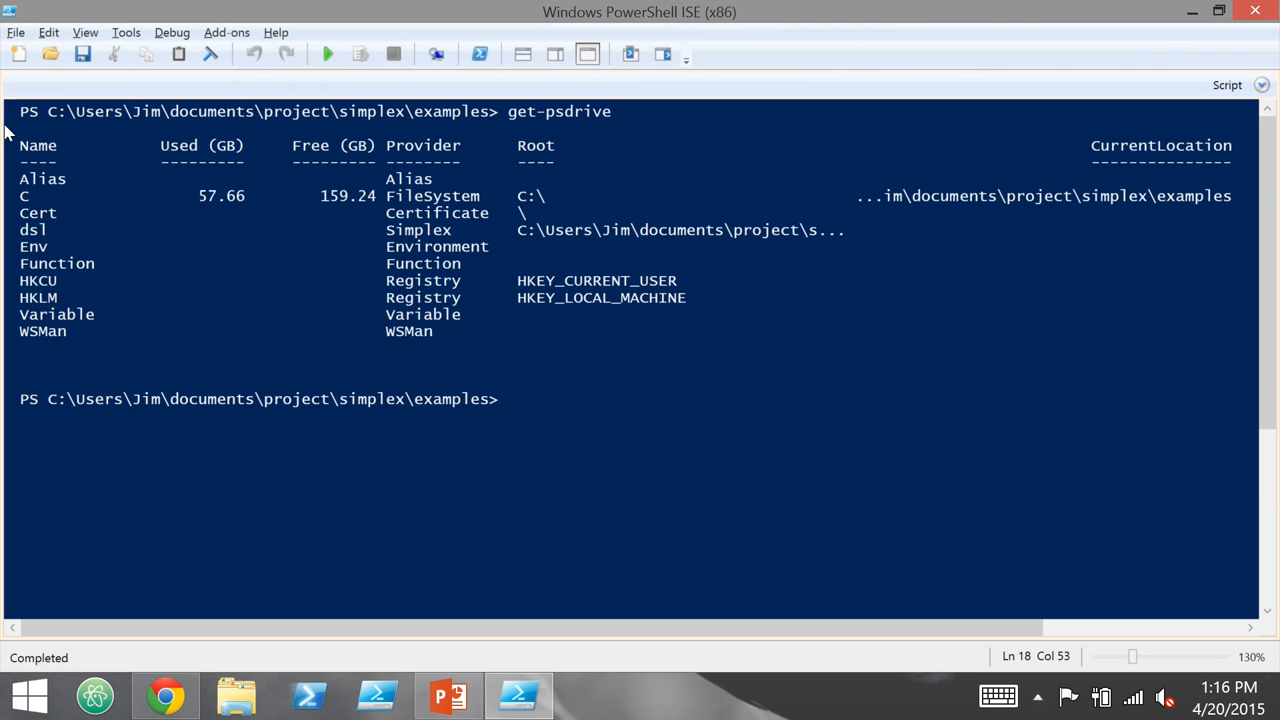 Windows PowerShell ISE (x86)
File Edit View Tools Debug Add-ons Help
Script
PS C:\Users\Jim\documents\project\simplex\examples> get-psdrive
Name Used (GB) Free (GB) Provider Root CurrentLocation
---- --------- --------- -------- ---- ---------------
Alias Alias
C 57.66 159.24 FileSystem C:\ ...im\documents\project\simplex\examples
Cert Certificate \
dsl Simplex C:\Users\Jim\documents\project\s...
Env Environment
Function Function
HKCU Registry HKEY_CURRENT_USER
HKLM Registry HKEY_LOCAL_MACHINE
Variable Variable
WSMan WSMan
PS C:\Users\Jim\documents\project\simplex\examples>
Completed Ln 18 Col 53 130%
1:16 PM
4/20/2015